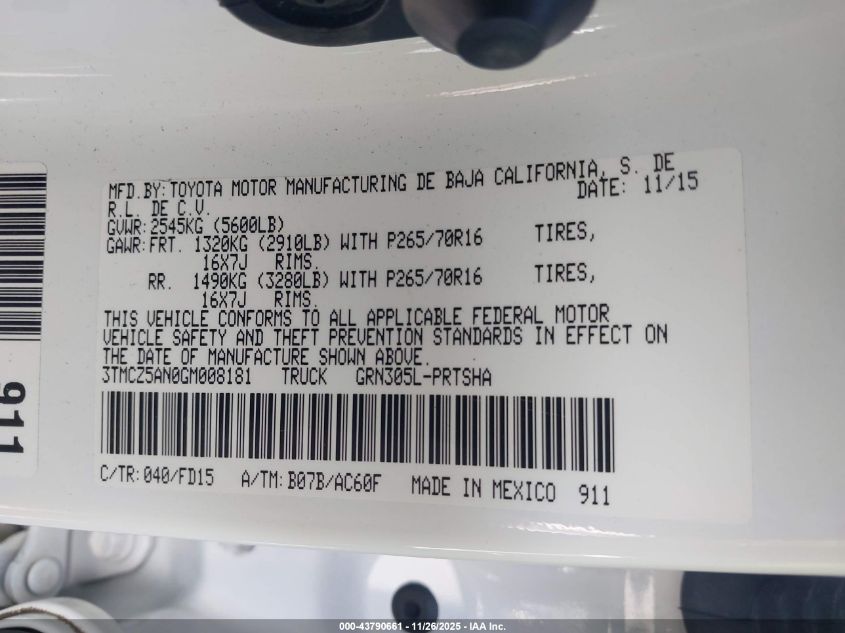 MFD.BY:TOYOTA MOTOR MANUFACTURING DE BAJA CALIFORNIA, S. DE
R.L. DE C.V. DATE: 11/15
GVWR:2545KG (5600LB)
GAWR:FRT. 1320KG (2910LB) WITH P265/70R16 TIRES,
16X7J RIMS.
RR. 1490KG (3280LB) WITH P265/70R16 TIRES,
16X7J RIMS.
THIS VEHICLE CONFORMS TO ALL APPLICABLE FEDERAL MOTOR
VEHICLE SAFETY AND THEFT PREVENTION STANDARDS IN EFFECT ON
THE DATE OF MANUFACTURE SHOWN ABOVE.
3TMCZ5AN0GM008181 TRUCK GRN305L-PRTSHA
C/TR:040/FD15 A/TM:B07B/AC60F MADE IN MEXICO 911
911
000-43790661 - 11/26/2025 - IAA Inc.